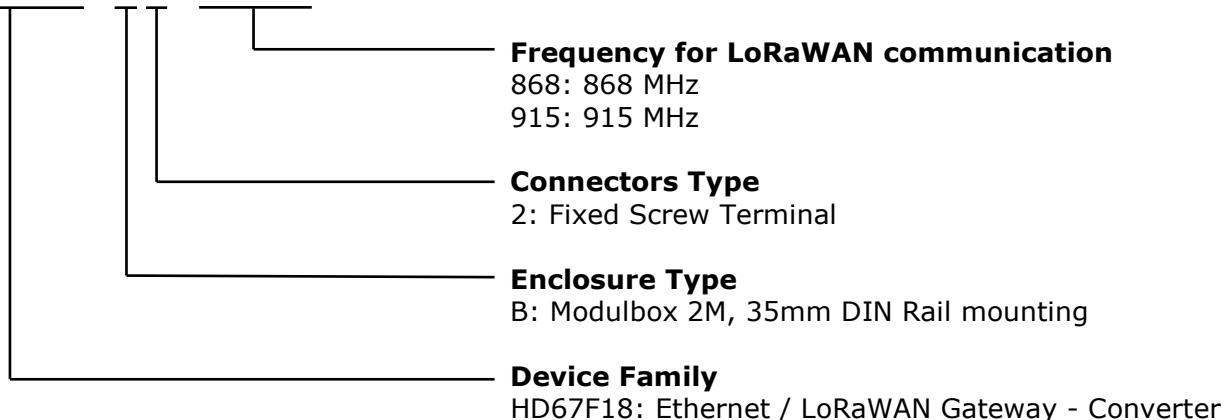 Frequency for LoRaWAN communication
868: 868 MHz
915: 915 MHz
Connectors Type
2: Fixed Screw Terminal
Enclosure Type
B: Modulbox 2M, 35mm DIN Rail mounting
Device Family
HD67F18: Ethernet / LoRaWAN Gateway - Converter